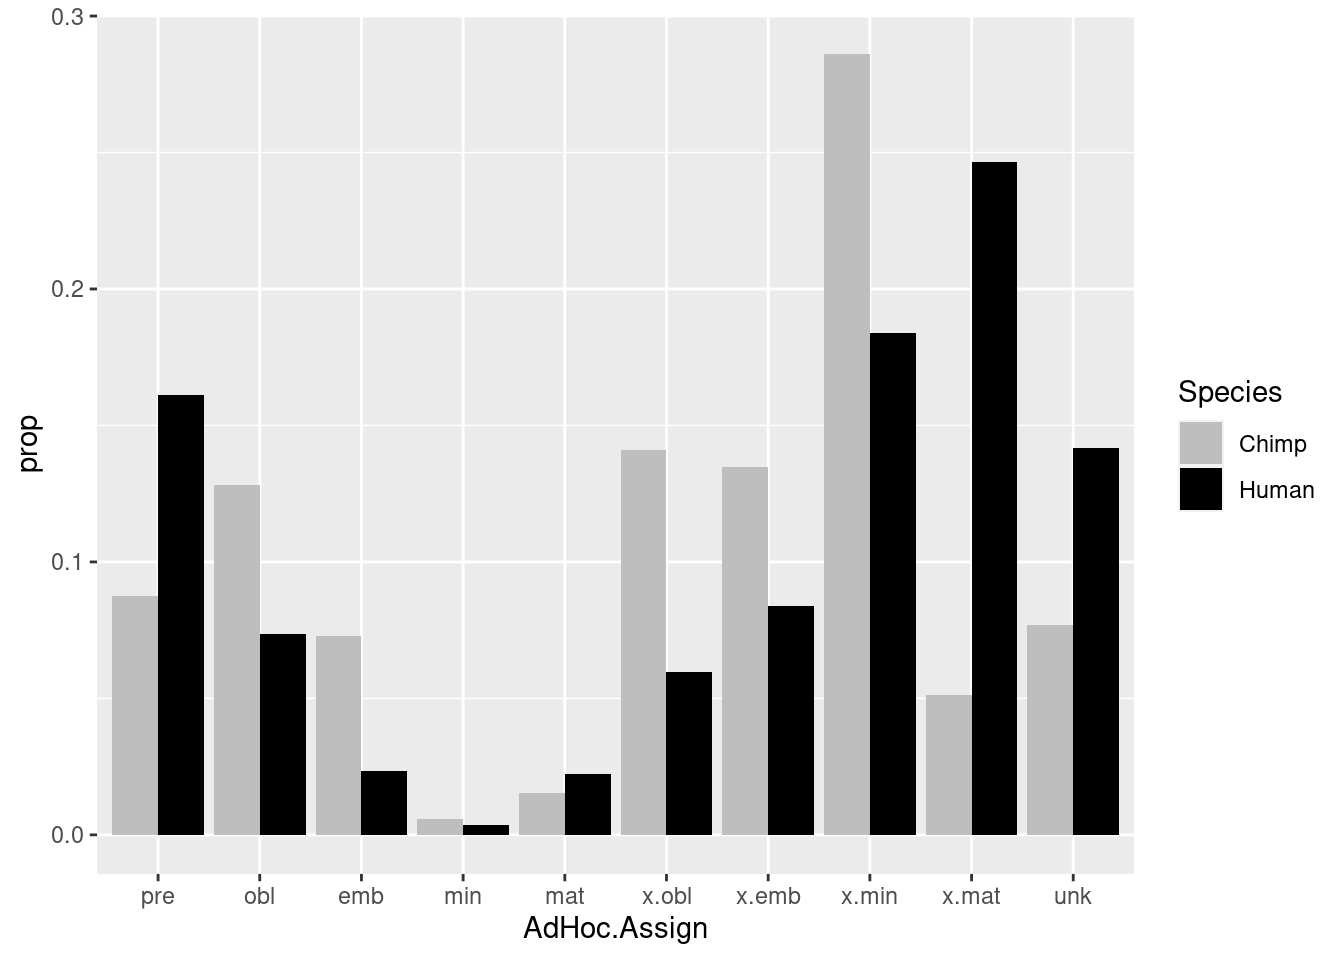 0.3
0.2
0.1
0.0
prop
pre obl emb min mat x.obl x.emb x.min x.mat unk
AdHoc.Assign
Species
Chimp
Human